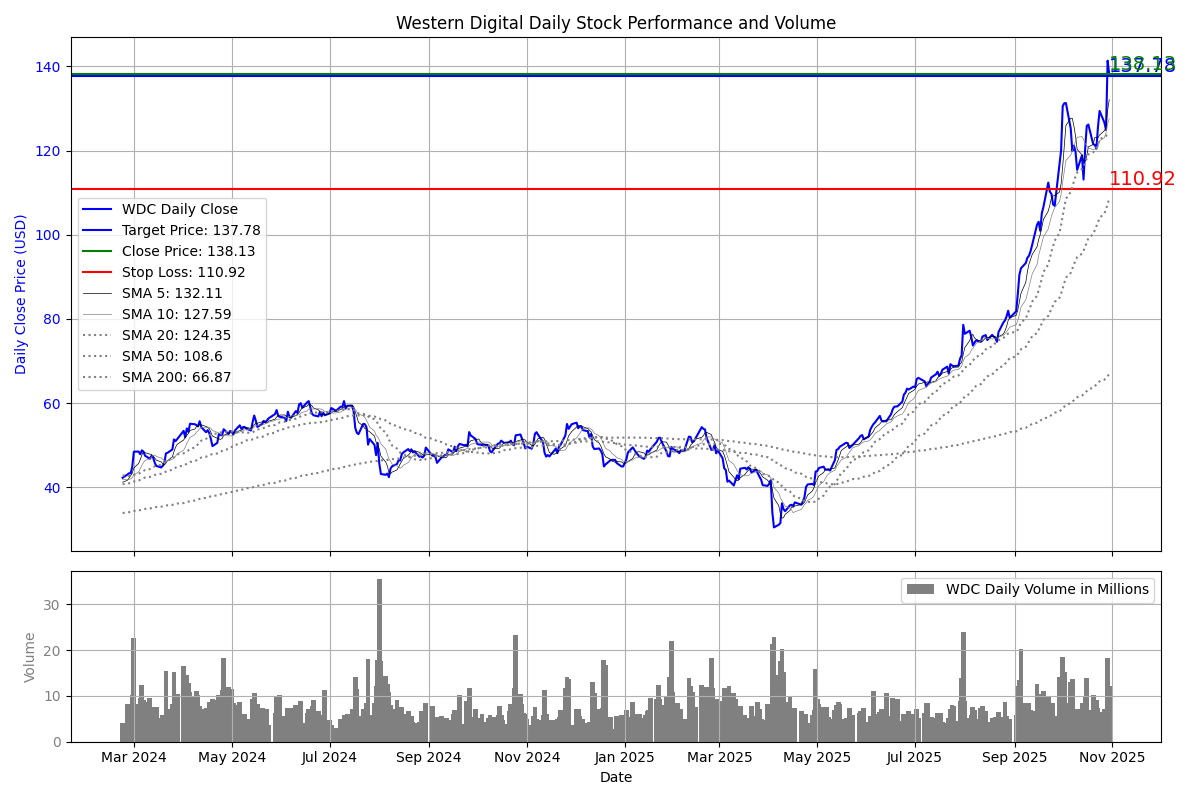 Western Digital Daily Stock Performance and Volume
138.13
137.78
110.92
Daily Close Price (USD)
140
120
100
80
60
40
WDC Daily Close
Target Price: 137.78
Close Price: 138.13
Stop Loss: 110.92
SMA 5: 132.11
SMA 10: 127.59
SMA 20: 124.35
SMA 50: 108.6
SMA 200: 66.87
Volume
30
20
10
0
WDC Daily Volume in Millions
Mar 2024 May 2024 Jul 2024 Sep 2024 Nov 2024 Jan 2025 Mar 2025 May 2025 Jul 2025 Sep 2025 Nov 2025
Date